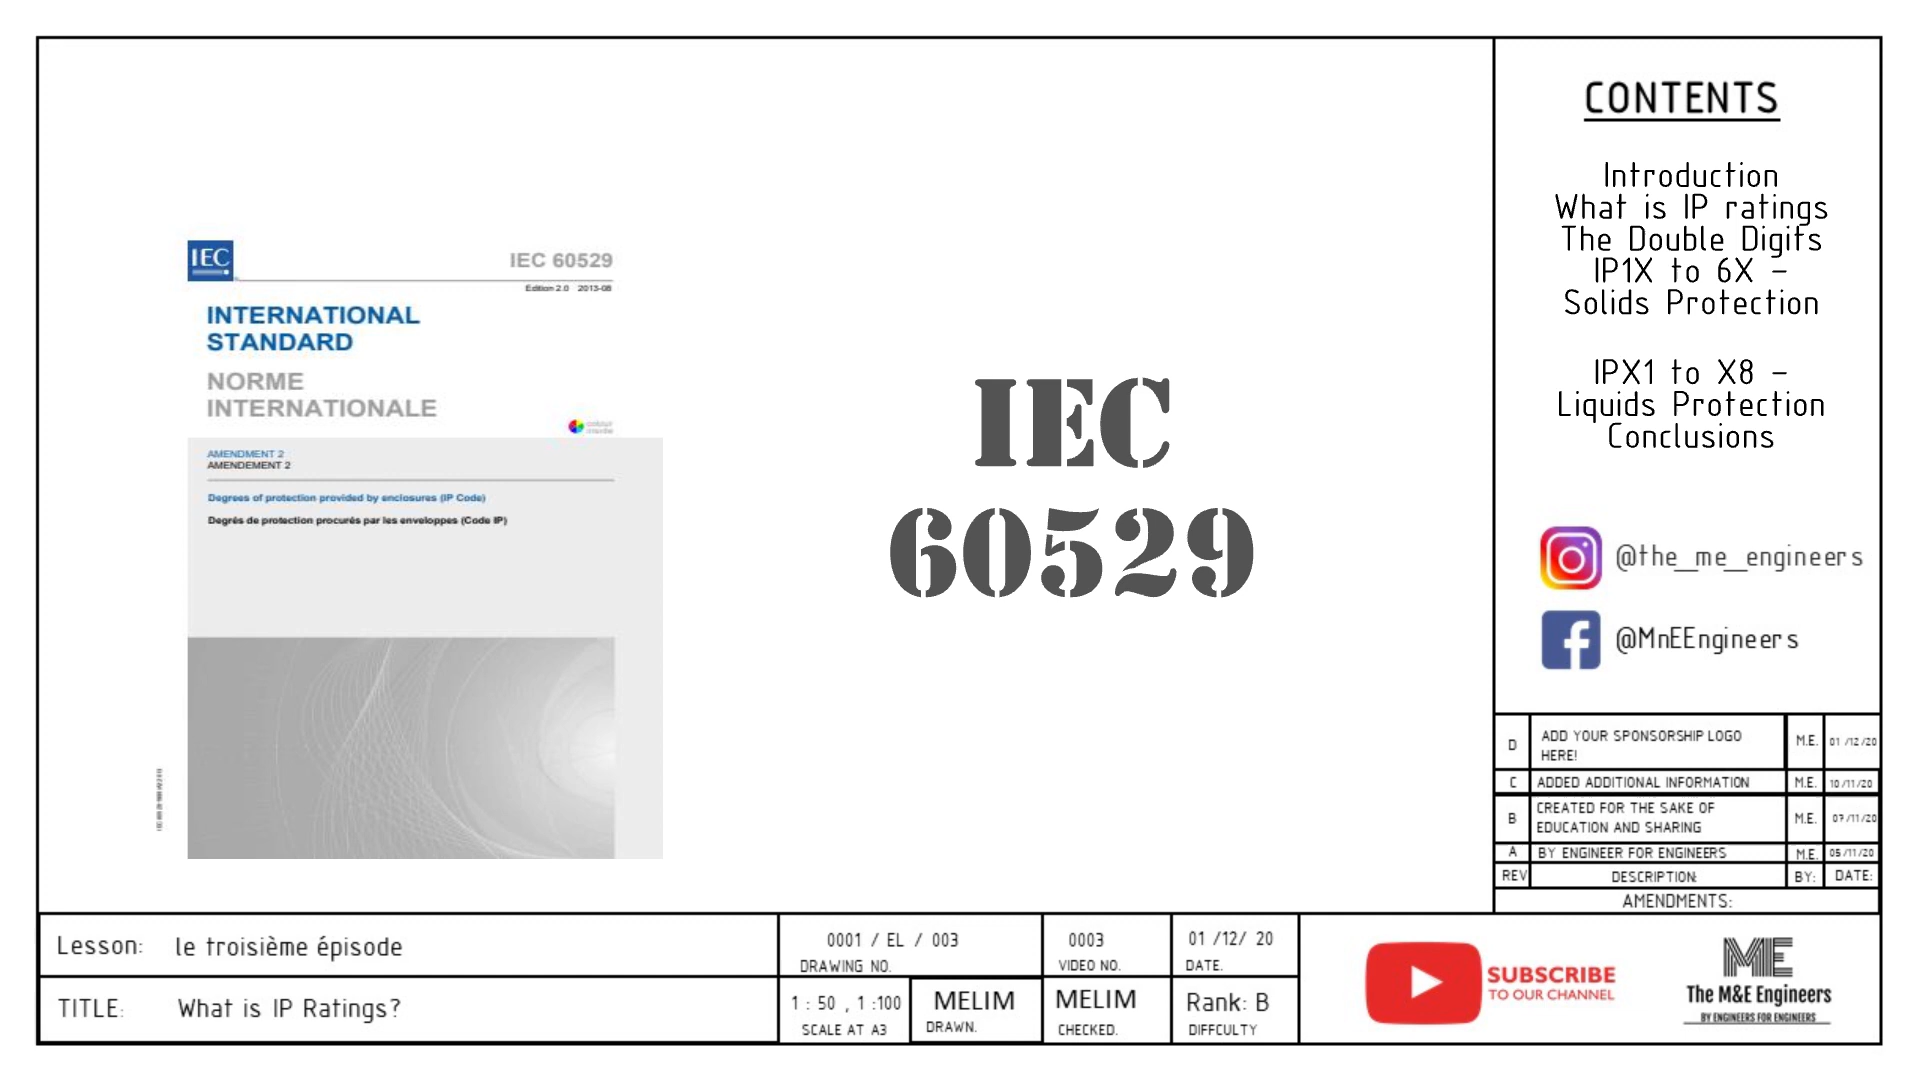 IEC
IEC 60529
Edition 2.0 2013-08
INTERNATIONAL
STANDARD
NORME
INTERNATIONALE
colour
inside
AMENDMENT 2
AMENDEMENT 2
Degrees of protection provided by enclosures (IP Code)
Degrés de protection procurés par les enveloppes (Code IP)
IEC
60529
CONTENTS
Introduction
What is IP ratings
The Double Digits
IP1X to 6X -
Solids Protection
IPX1 to X8 -
Liquids Protection
Conclusions
@the_me_engineers
@MnEEngineers
D ADD YOUR SPONSORSHIP LOGO HERE! M.E. 01 /12 /20
C ADDED ADDITIONAL INFORMATION M.E. 10 /11 /20
B CREATED FOR THE SAKE OF EDUCATION AND SHARING M.E. 07 /11 /20
A BY ENGINEER FOR ENGINEERS M.E. 05 /11 /20
REV DESCRIPTION: BY: DATE:
AMENDMENTS:
Lesson: le troisième épisode
TITLE: What is IP Ratings?
0001 / EL / 003
DRAWING NO.
0003
VIDEO NO.
01 /12/ 20
DATE.
1 : 50 , 1 :100
SCALE AT A3
MELIM
DRAWN.
MELIM
CHECKED.
Rank: B
DIFFCULTY
SUBSCRIBE
TO OUR CHANNEL
ME
The M&E Engineers
BY ENGINEERS FOR ENGINEERS